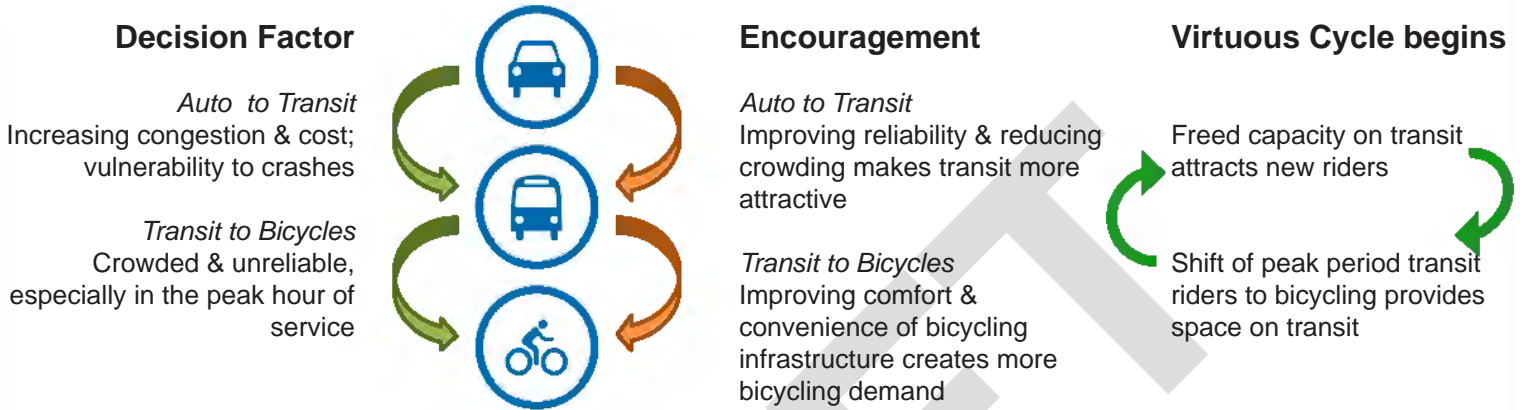 Decision Factor
Auto to Transit
Increasing congestion & cost;
vulnerability to crashes
Transit to Bicycles
Crowded & unreliable,
especially in the peak hour of
service
Encouragement
Auto to Transit
Improving reliability & reducing
crowding makes transit more
attractive
Transit to Bicycles
Improving comfort &
convenience of bicycling
infrastructure creates more
bicycling demand
Virtuous Cycle begins
Freed capacity on transit
attracts new riders
Shift of peak period transit
riders to bicycling provides
space on transit